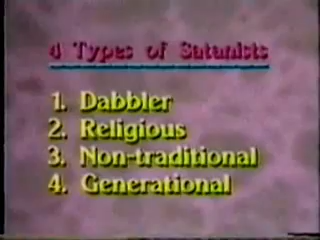 4 Types of Satanists
1. Dabbler
2. Religious
3. Non-traditional
4. Generational